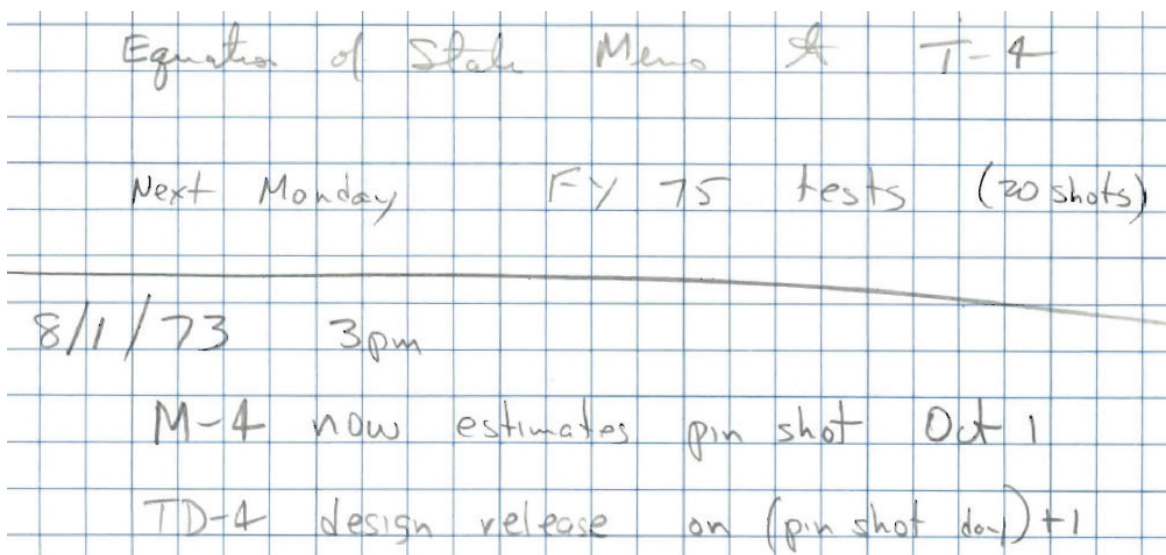 Equation of State Memo T-4
Next Monday FY 75 tests (20 shots)
8/1/73 3pm
M-4 now estimates pin shot Oct 1
TD-4 design release on (pin shot day)+1